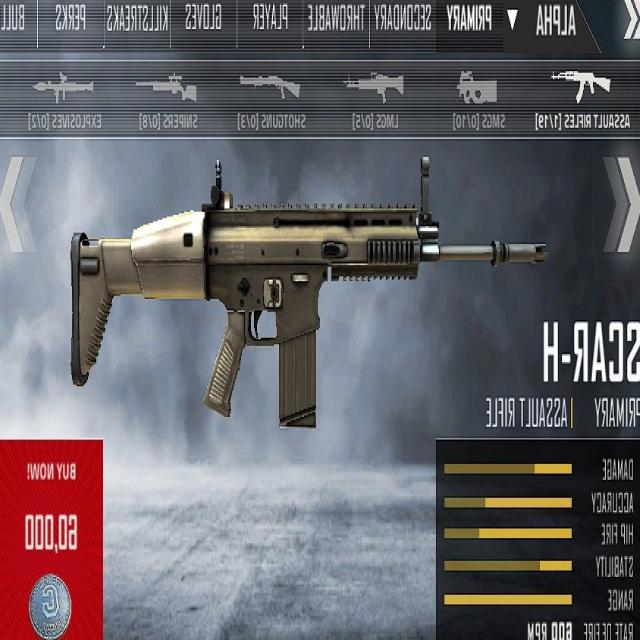 ALPHA PRIMARY SECONDARY THROWABLE PLAYER GLOVES KILLSTREAKS PERKS BULL
ASSAULT RIFLES [1/19] SMGS [0/10] LMGS [0/5] SHOTGUNS [0/3] SNIPERS [0/8] EXPLOSIVES [0/2]
SCAR-H
PRIMARY | ASSAULT RIFLE
DAMAGE
ACCURACY
HIP FIRE
STABILITY
RANGE
RATE OF FIRE 600 RPM
BUY NOW!
60,000